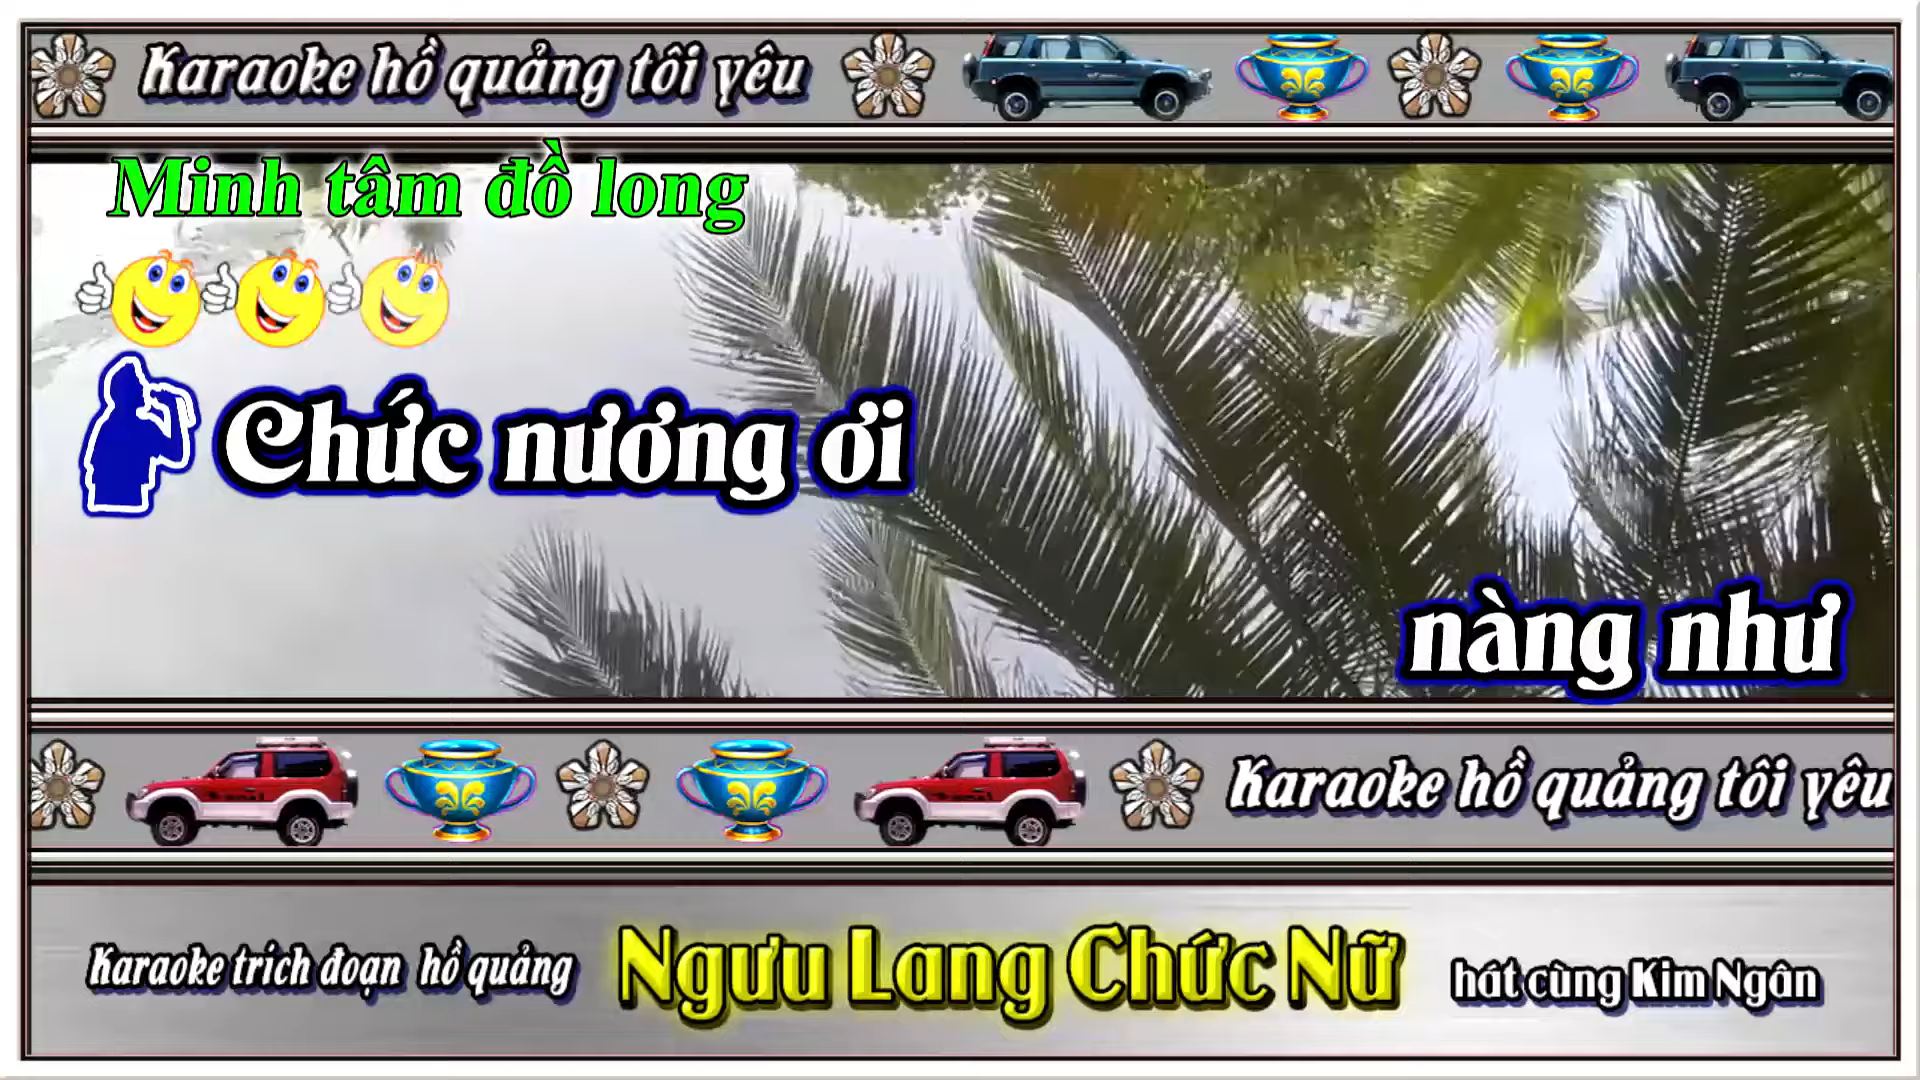 Karaoke hồ quảng tôi yêu
Minh tâm đồ long
Chức nương ơi
nàng như
Karaoke hồ quảng tôi yêu
Karaoke trích đoạn hồ quảng
Ngưu Lang Chức Nữ
hát cùng Kim Ngân